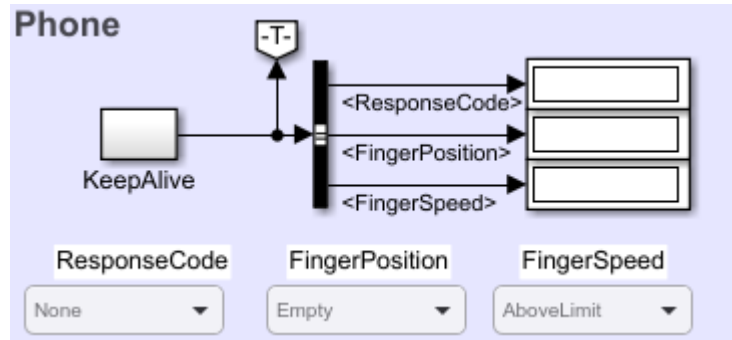 Phone
-T-
<ResponseCode>
<FingerPosition>
KeepAlive
<FingerSpeed>
ResponseCode FingerPosition FingerSpeed
None Empty AboveLimit